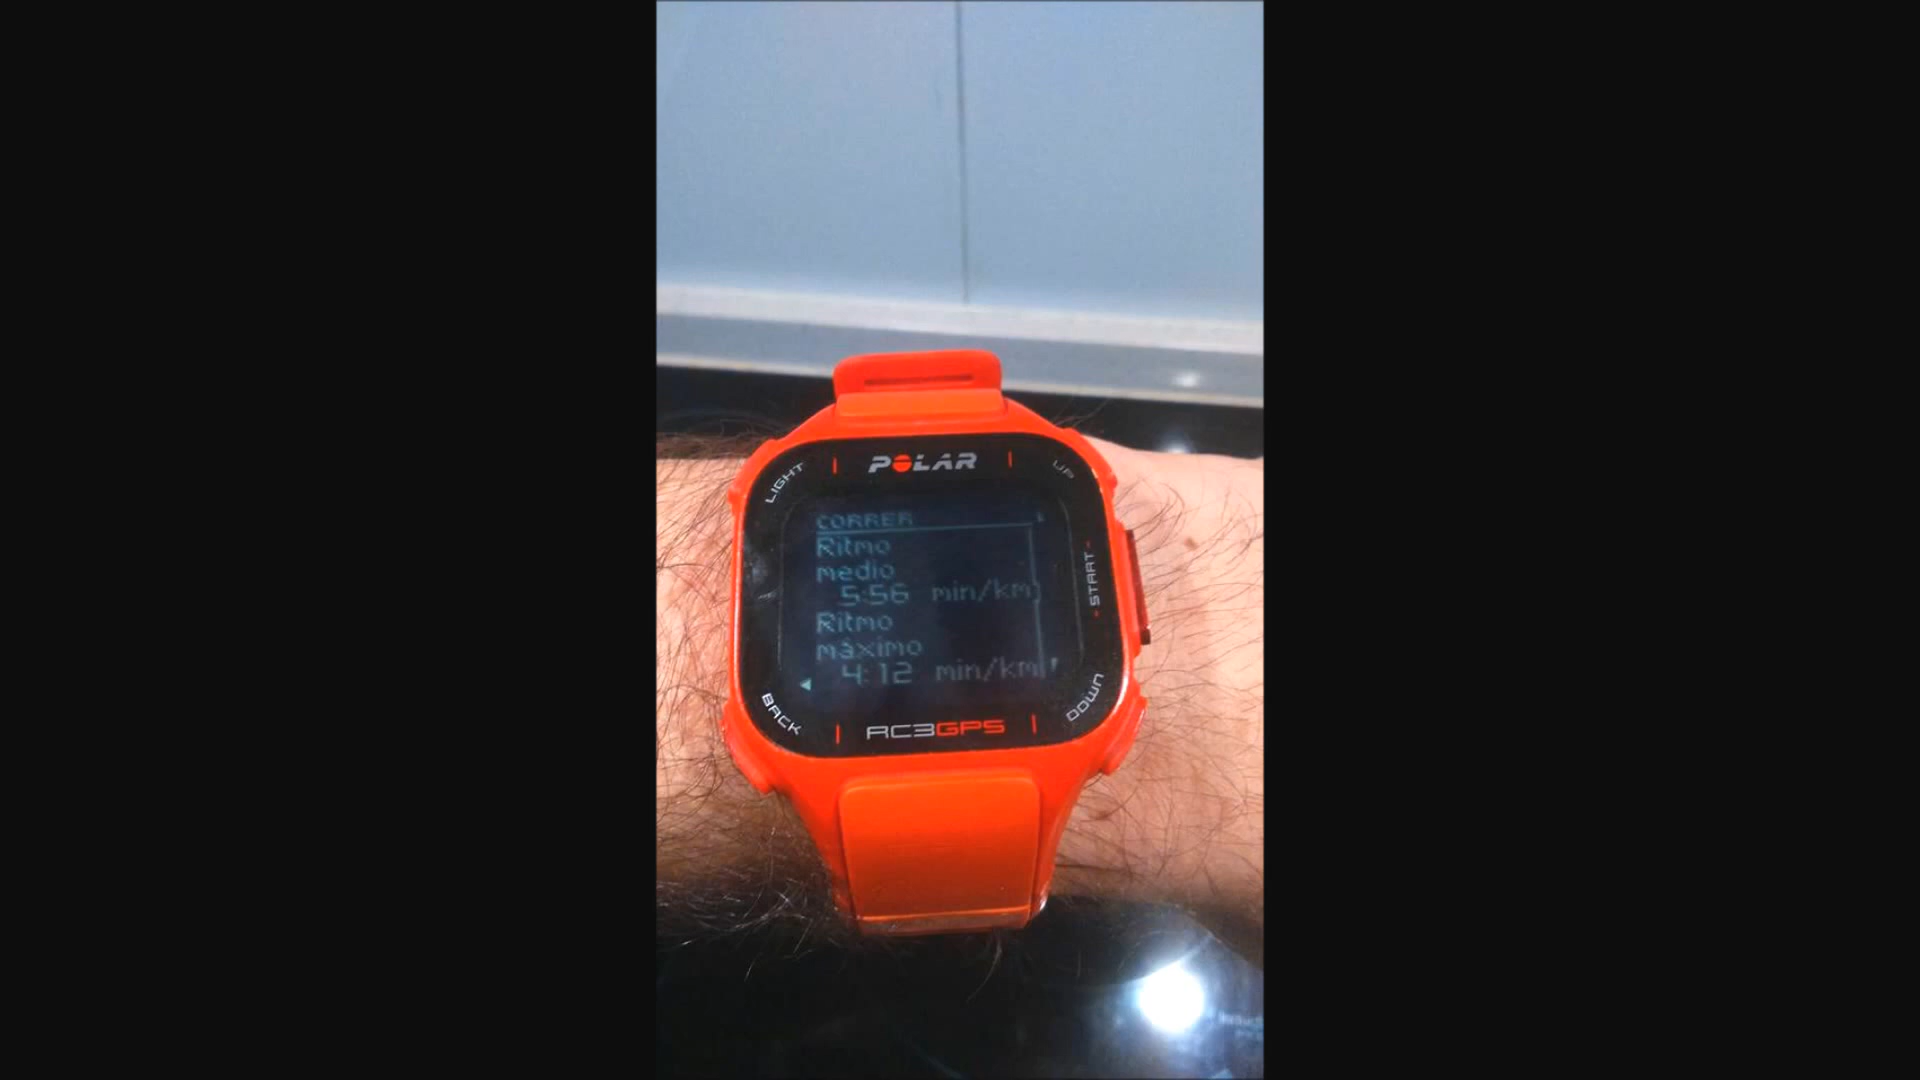 LIGHT
POLAR
UP
CORRER
Ritmo
medio
5:56 min/km
Ritmo
máximo
4:12 min/km
START
BACK
DOWN
RC3GPS